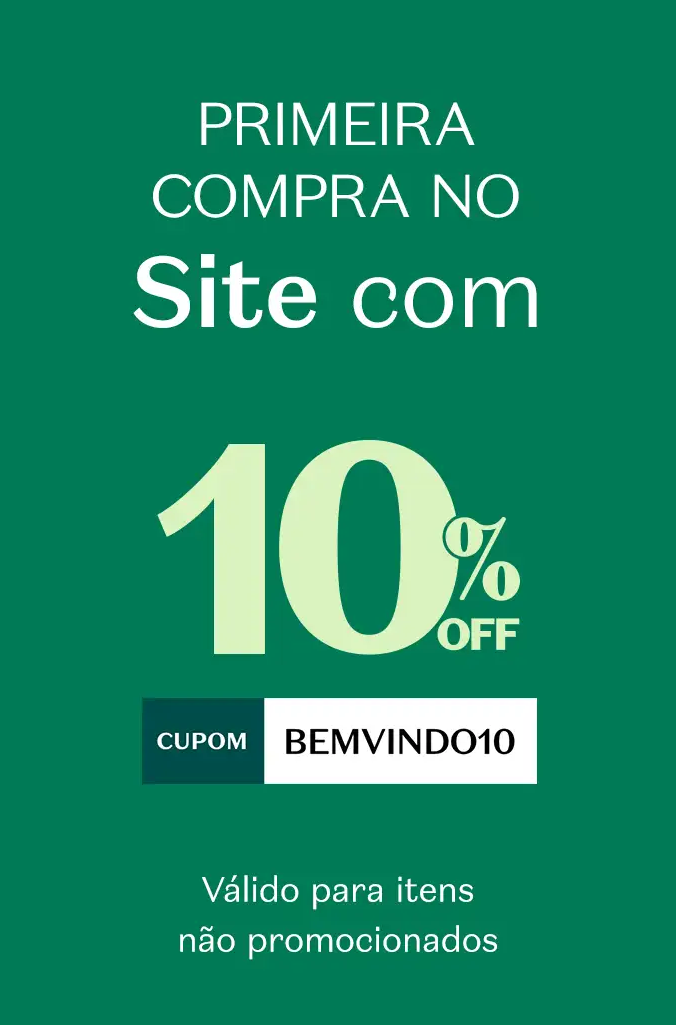 PRIMEIRA
COMPRA NO
Site com
10%
OFF
CUPOM BEMVINDO10
Válido para itens
não promocionados